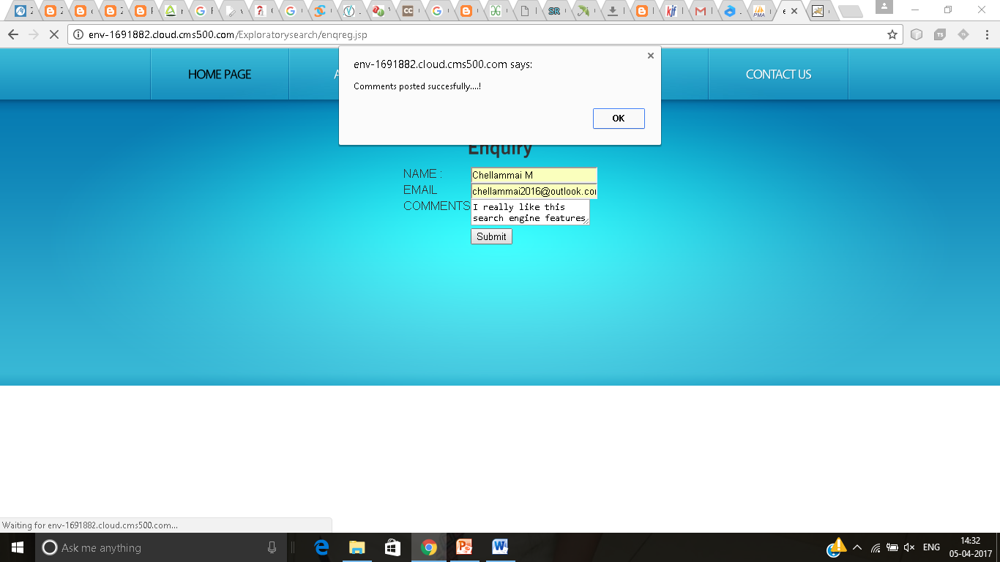 env-1691882.cloud.cms500.com/Exploratorysearch/enqreg.jsp
HOME PAGE
CONTACT US
env-1691882.cloud.cms500.com says:
Comments posted succesfully....!
OK
Enquiry
NAME :
Chellammai M
EMAIL
chellammai2016@outlook.co
COMMENTS
I really like this
search engine features
Submit
Waiting for env-1691882.cloud.cms500.com...
Ask me anything
ENG
14:32
05-04-2017